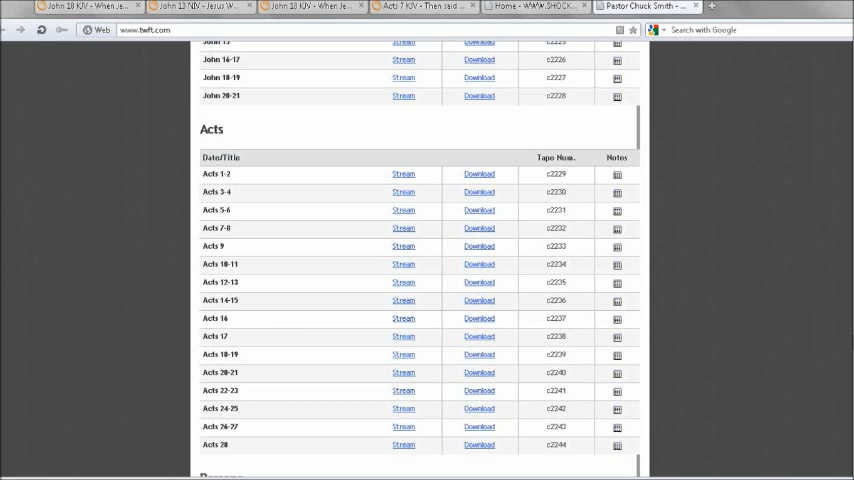 John 18 KJV - When Je...
John 13 NIV - Jesus W...
John 18 KJV - When Je...
Acts 7 KJV - Then said ...
Home - WWW.SHOCK...
Pastor Chuck Smith - ...
Web
www.twft.com
Search with Google
John 15 Stream Download c2225
John 16-17 Stream Download c2226
John 18-19 Stream Download c2227
John 20-21 Stream Download c2228
Acts
Date/Title Tape Num. Notes
Acts 1-2 Stream Download c2229
Acts 3-4 Stream Download c2230
Acts 5-6 Stream Download c2231
Acts 7-8 Stream Download c2232
Acts 9 Stream Download c2233
Acts 10-11 Stream Download c2234
Acts 12-13 Stream Download c2235
Acts 14-15 Stream Download c2236
Acts 16 Stream Download c2237
Acts 17 Stream Download c2238
Acts 18-19 Stream Download c2239
Acts 20-21 Stream Download c2240
Acts 22-23 Stream Download c2241
Acts 24-25 Stream Download c2242
Acts 26-27 Stream Download c2243
Acts 28 Stream Download c2244